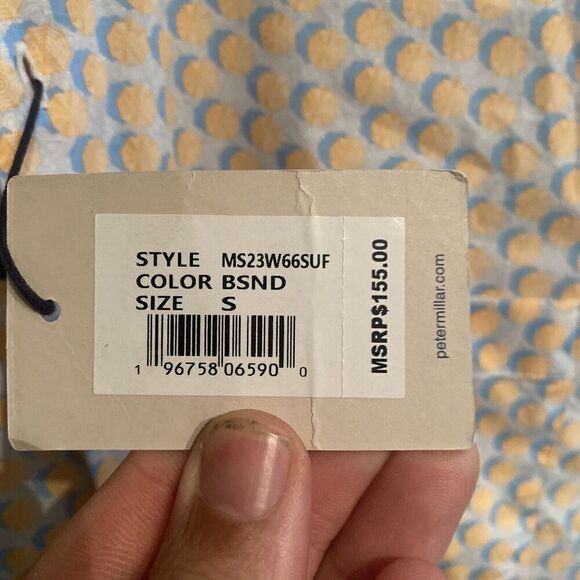 STYLE MS23W66SUF
COLOR BSND
SIZE S
1 96758 06590 0
MSRP$155.00
petermillar.com